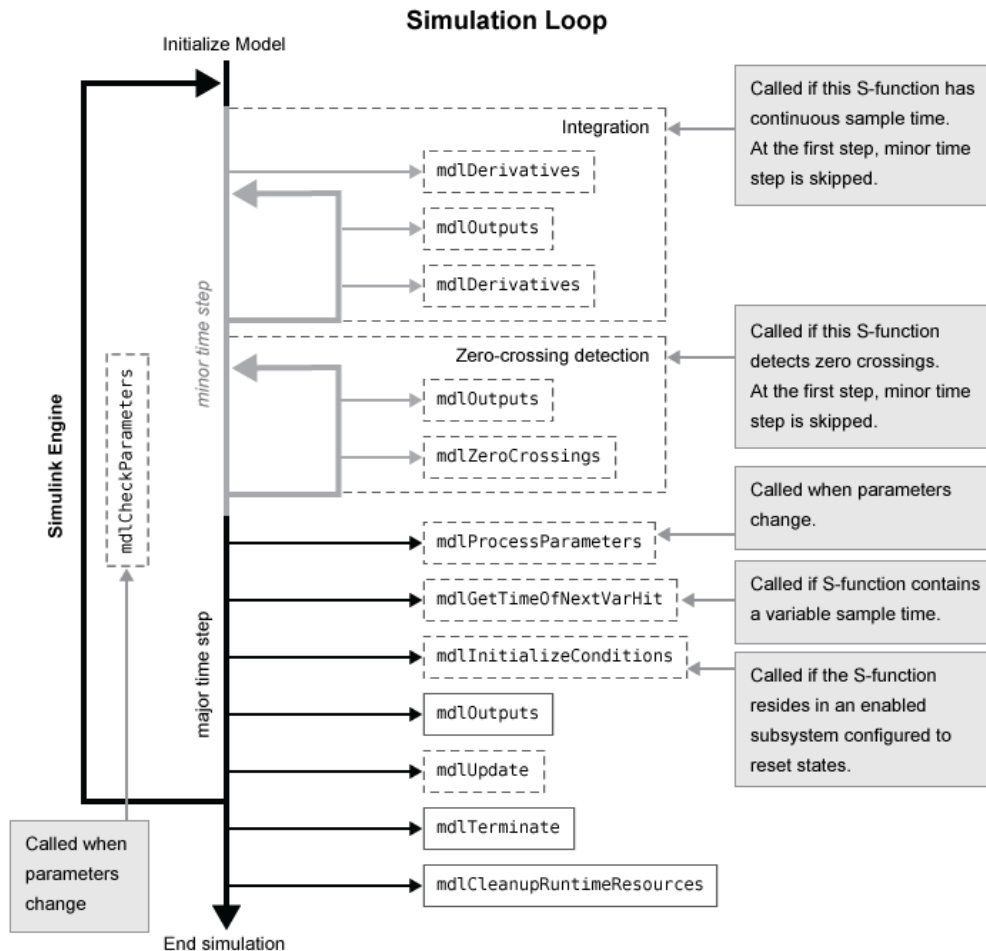 Simulation Loop
Initialize Model
Called if this S-function has
continuous sample time.
At the first step, minor time
step is skipped.
Integration
mdlDerivatives
mdlOutputs
mdlDerivatives
minor time step
Called if this S-function
detects zero crossings.
At the first step, minor time
step is skipped.
Zero-crossing detection
mdlOutputs
mdlZeroCrossings
Simulink Engine
mdlCheckParameters
Called when parameters
change.
mdlProcessParameters
Called if S-function contains
a variable sample time.
mdlGetTimeOfNextVarHit
major time step
mdlInitializeConditions
Called if the S-function
resides in an enabled
subsystem configured to
reset states.
mdlOutputs
mdlUpdate
mdlTerminate
Called when
parameters
change
mdlCleanupRuntimeResources
End simulation